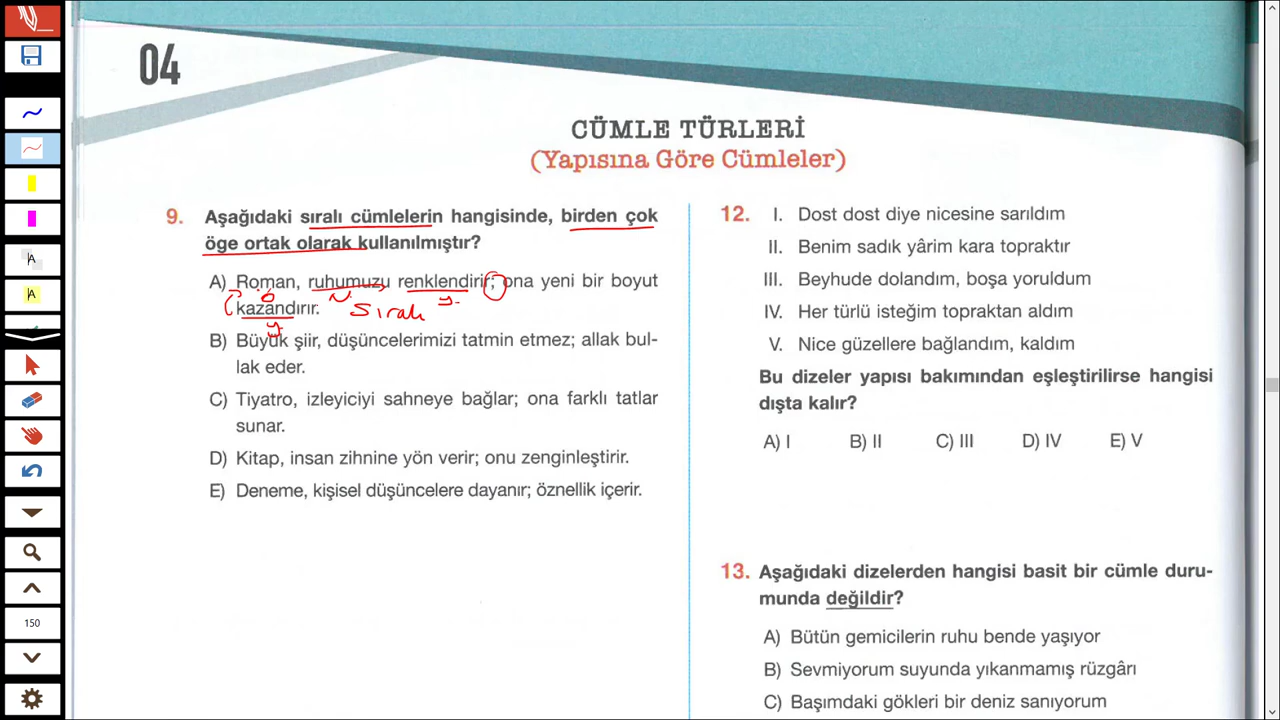 04
CÜMLE TÜRLERİ
(Yapısına Göre Cümleler)
9. Aşağıdaki sıralı cümlelerin hangisinde, birden çok
öge ortak olarak kullanılmıştır?
A) Roman, ruhumuzu renklendirir; ona yeni bir boyut
kazandırır.
Sıralı
B) Büyük şiir, düşüncelerimizi tatmin etmez; allak bul-
lak eder.
C) Tiyatro, izleyiciyi sahneye bağlar; ona farklı tatlar
sunar.
D) Kitap, insan zihnine yön verir; onu zenginleştirir.
E) Deneme, kişisel düşüncelere dayanır; öznellik içerir.
12. I. Dost dost diye nicesine sarıldım
II. Benim sadık yârim kara topraktır
III. Beyhude dolandım, boşa yoruldum
IV. Her türlü isteğim topraktan aldım
V. Nice güzellere bağlandım, kaldım
Bu dizeler yapısı bakımından eşleştirilirse hangisi
dışta kalır?
A) I B) II C) III D) IV E) V
13. Aşağıdaki dizelerden hangisi basit bir cümle duru-
munda değildir?
A) Bütün gemicilerin ruhu bende yaşıyor
B) Sevmiyorum suyunda yıkanmamış rüzgârı
C) Başımdaki gökleri bir deniz sanıyorum
A
A
150